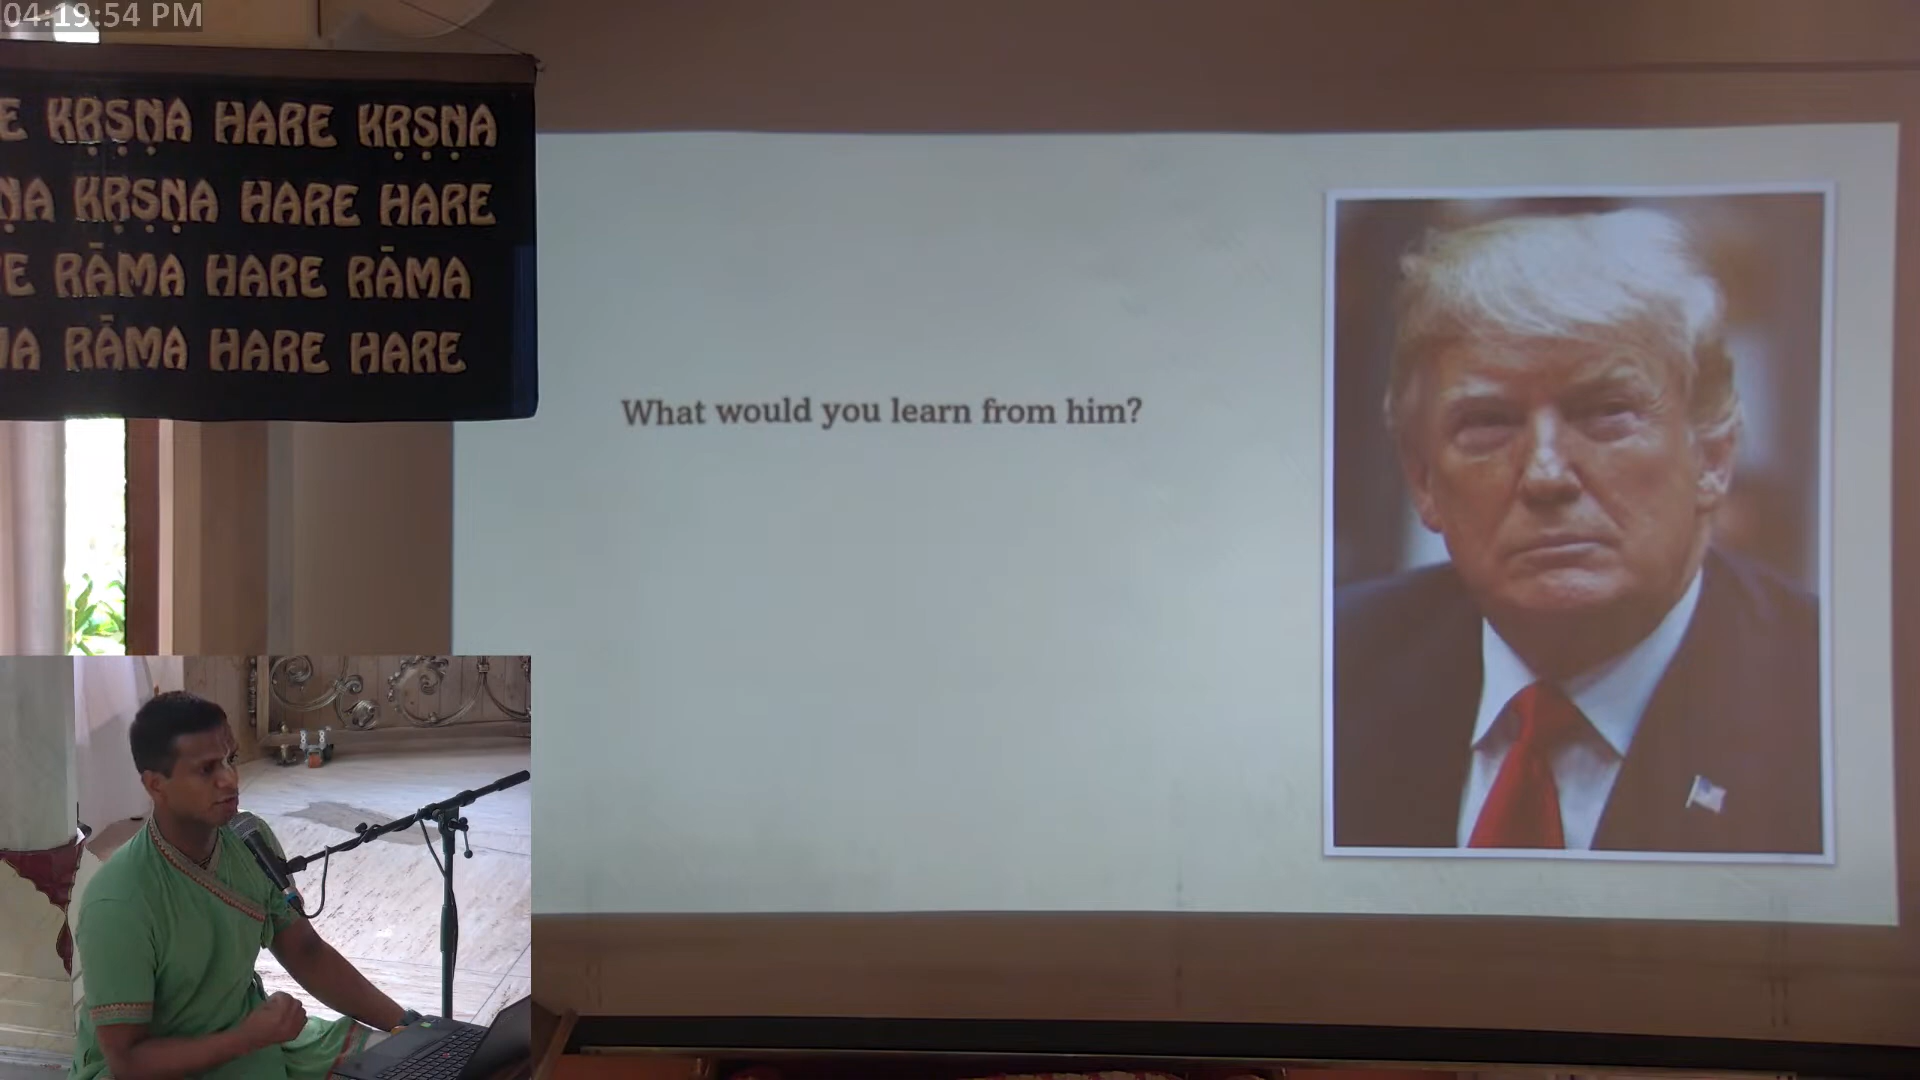 04:19:54 PM
E KṚṢṆA HARE KṚṢṆA
ṆA KṚṢṆA HARE HARE
E RĀMA HARE RĀMA
A RĀMA HARE HARE
What would you learn from him?